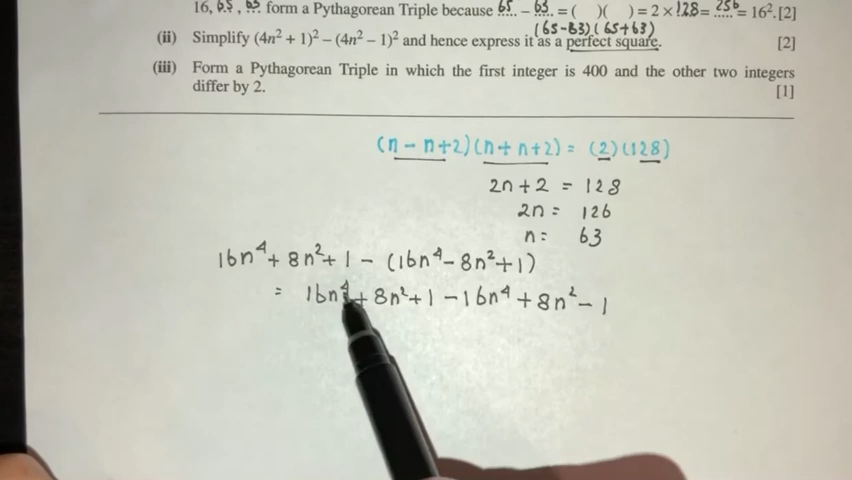 16, 65, 63 form a Pythagorean Triple because 65 – 63 = ( )( ) = 2 × 128 = 256 = 16². [2]
(65-63)(65+63)
(ii) Simplify (4n² + 1)² – (4n² – 1)² and hence express it as a perfect square. [2]
(iii) Form a Pythagorean Triple in which the first integer is 400 and the other two integers
differ by 2. [1]
(n - n+2)(n+n+2) = (2)(128)
2n+2 = 128
2n = 126
n = 63
16n⁴ + 8n² + 1 - (16n⁴ - 8n² + 1)
= 16n⁴ + 8n² + 1 - 16n⁴ + 8n² - 1